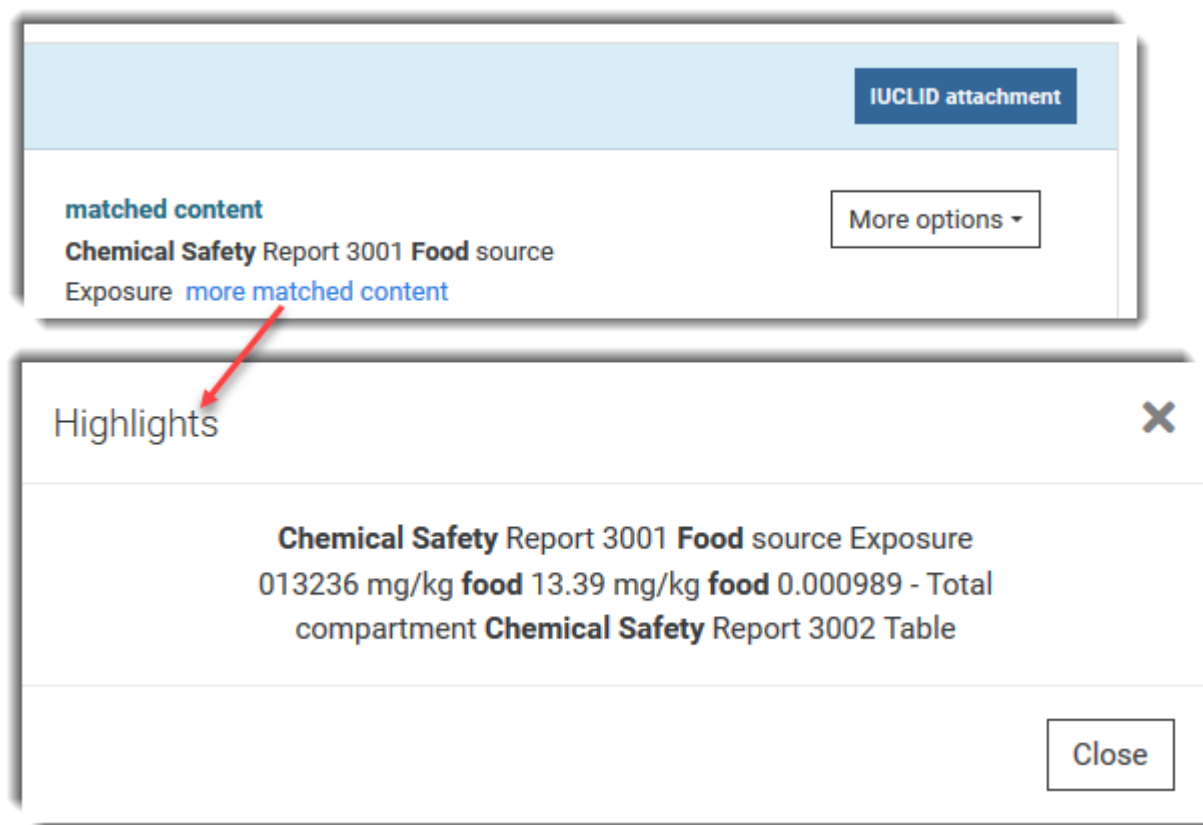 IUCLID attachment
matched content
More options
Chemical Safety Report 3001 Food source
Exposure more matched content
Highlights
Chemical Safety Report 3001 Food source Exposure
013236 mg/kg food 13.39 mg/kg food 0.000989 - Total
compartment Chemical Safety Report 3002 Table
Close